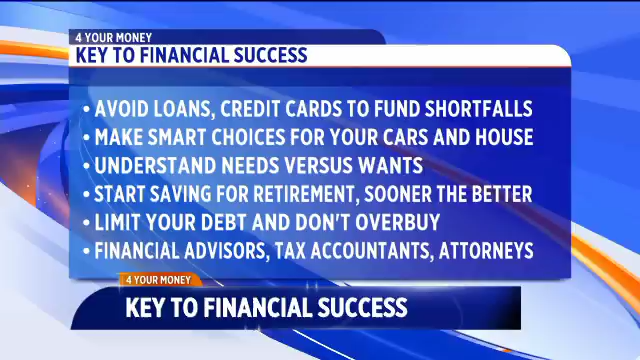 4 YOUR MONEY
KEY TO FINANCIAL SUCCESS
• AVOID LOANS, CREDIT CARDS TO FUND SHORTFALLS
• MAKE SMART CHOICES FOR YOUR CARS AND HOUSE
• UNDERSTAND NEEDS VERSUS WANTS
• START SAVING FOR RETIREMENT, SOONER THE BETTER
• LIMIT YOUR DEBT AND DON'T OVERBUY
• FINANCIAL ADVISORS, TAX ACCOUNTANTS, ATTORNEYS
4 YOUR MONEY
KEY TO FINANCIAL SUCCESS